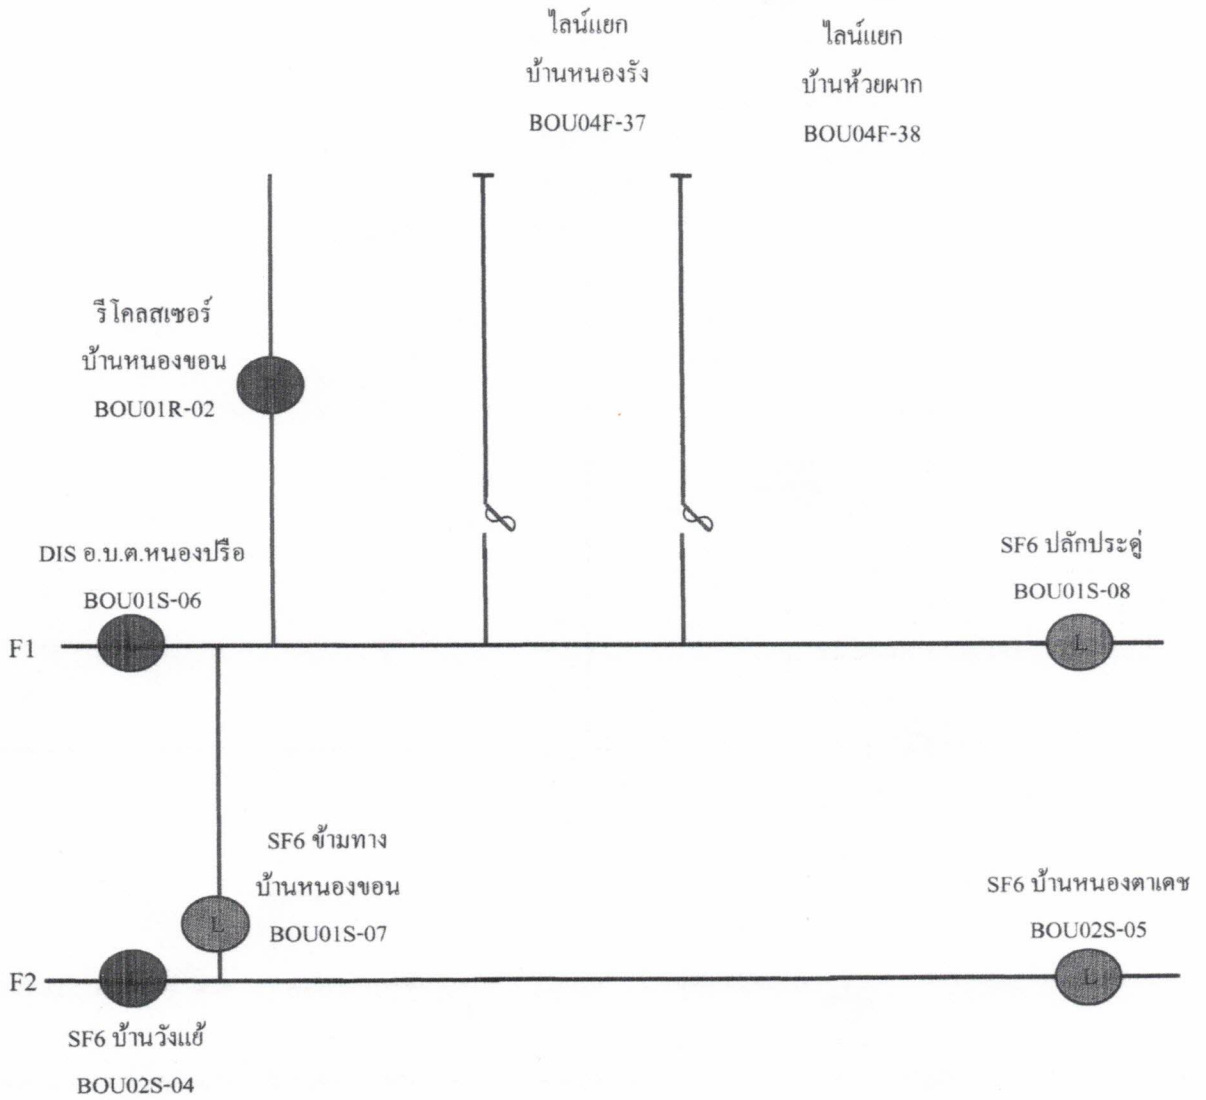 ไลน์แยก
บ้านหนองรัง
BOU04F-37
ไลน์แยก
บ้านห้วยผาก
BOU04F-38
รีโคลสเซอร์
บ้านหนองขอน
BOU01R-02
DIS อ.บ.ต.หนองปรือ
BOU01S-06
SF6 ปลักประดู่
BOU01S-08
F1
L
SF6 ข้ามทาง
บ้านหนองขอน
BOU01S-07
L
SF6 บ้านหนองตาเดช
BOU02S-05
F2
L
SF6 บ้านวังแย้
BOU02S-04